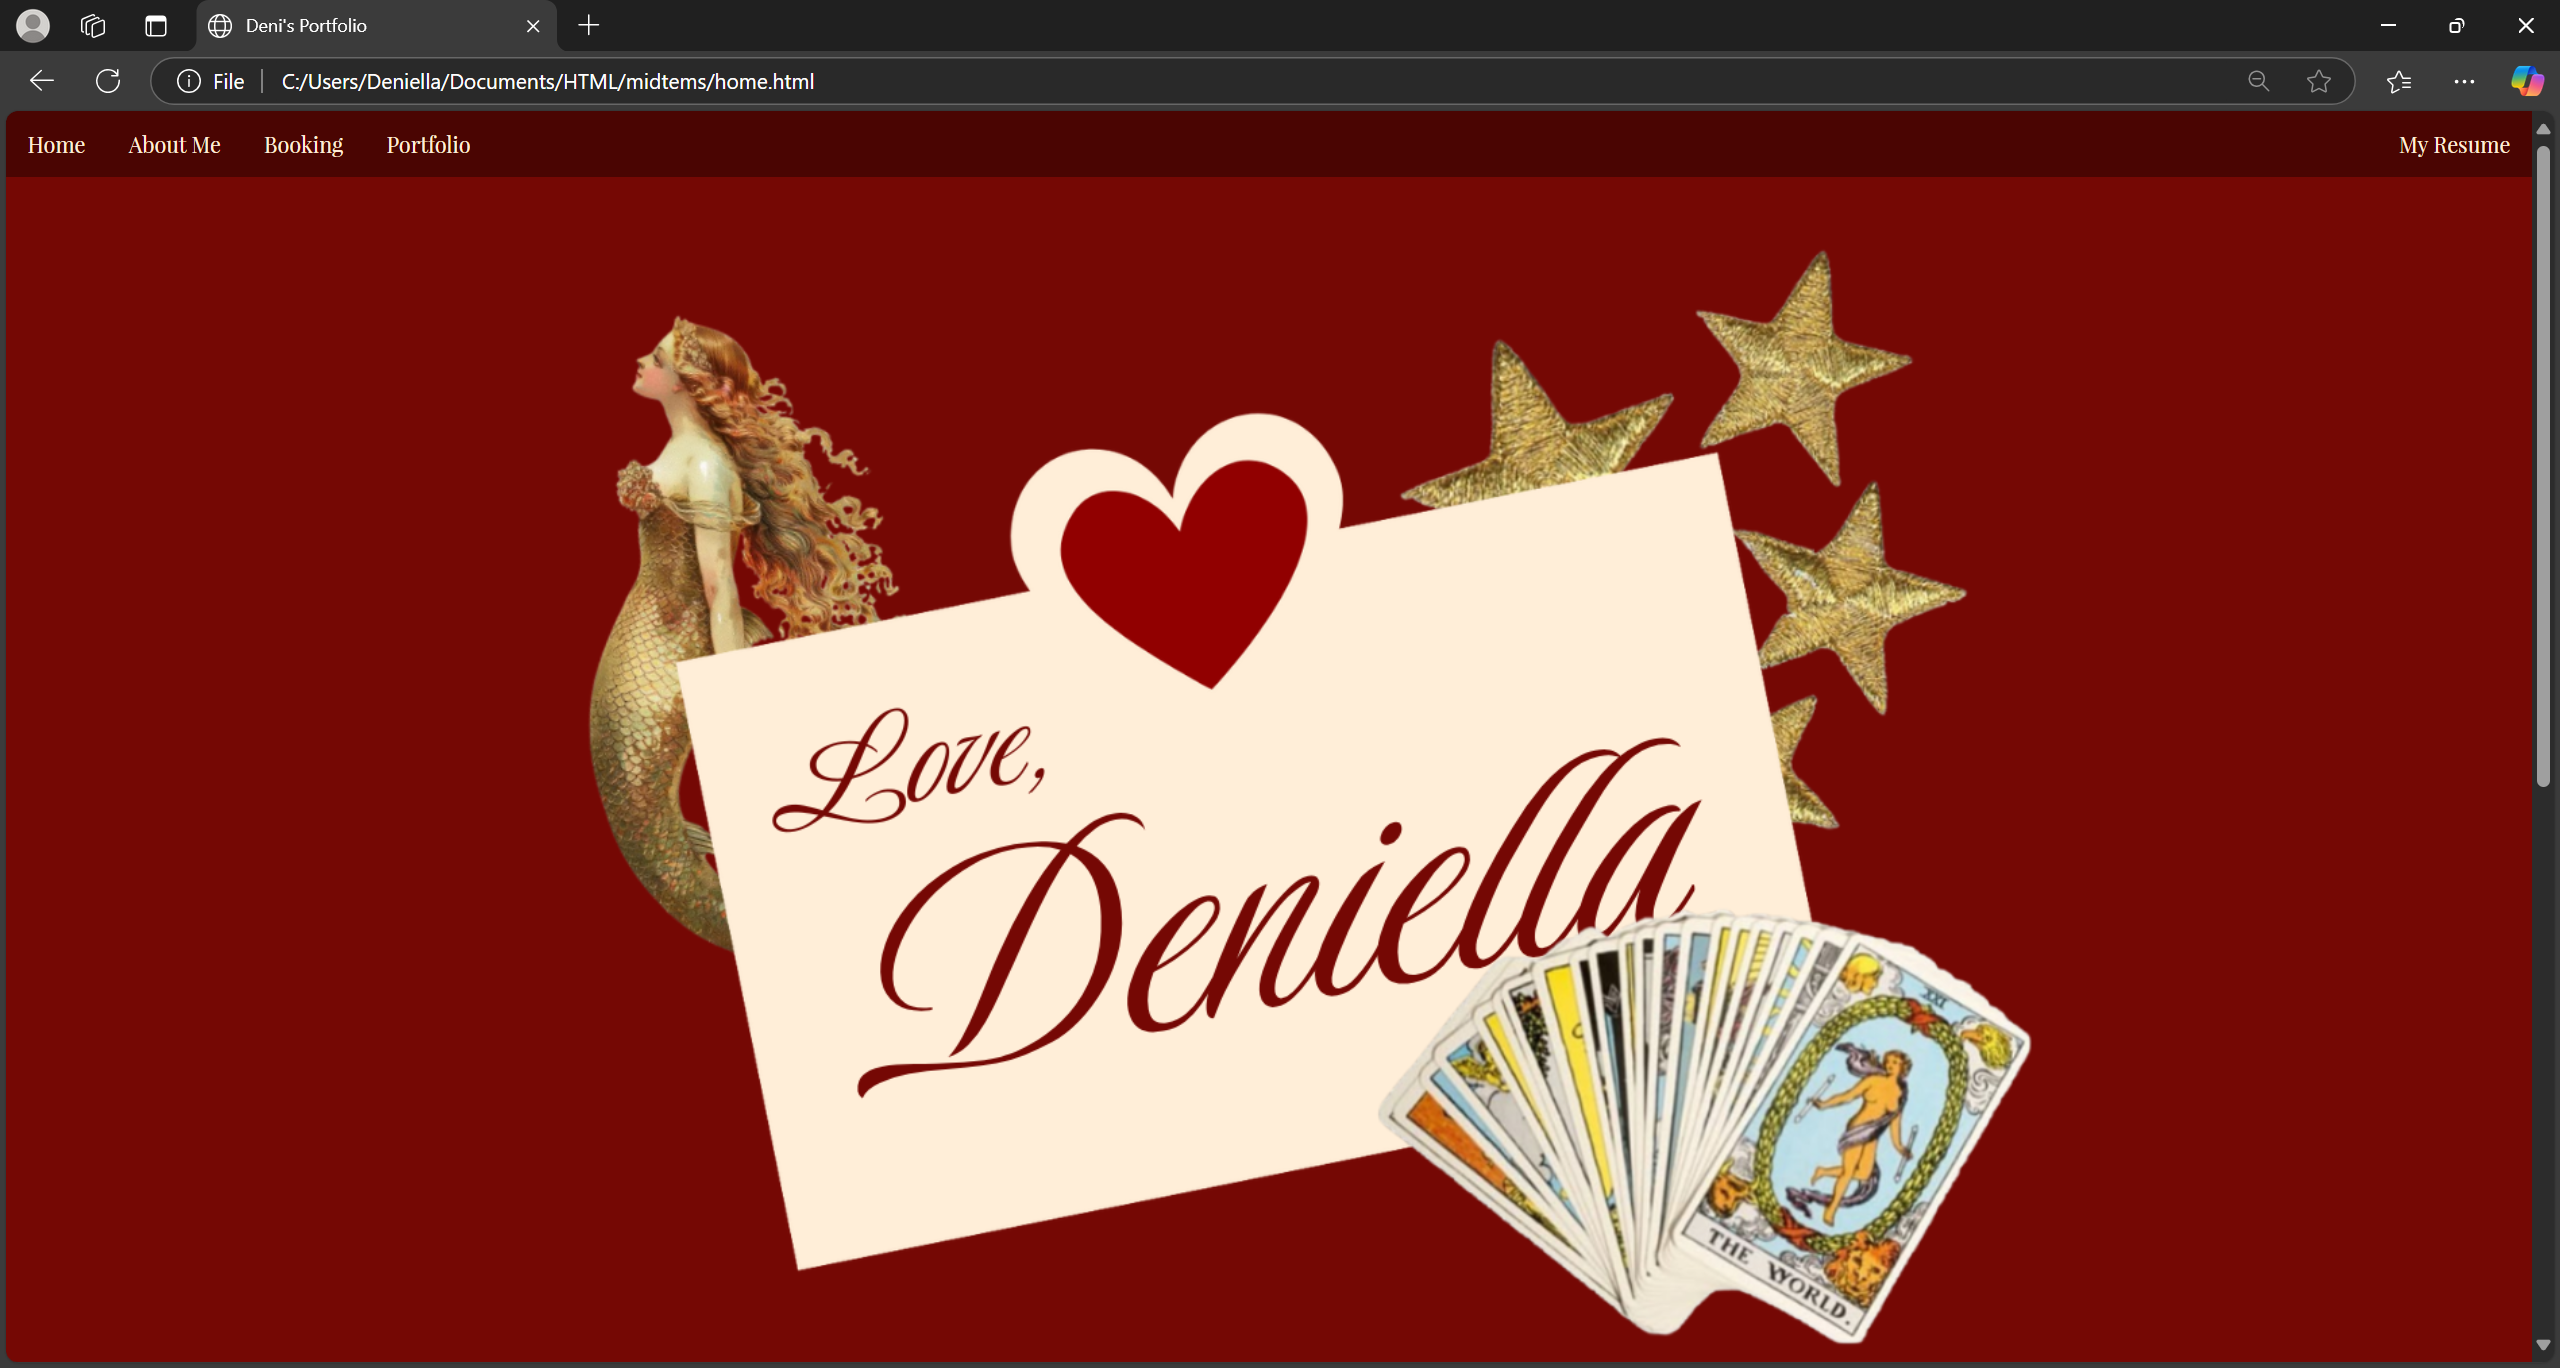 Deni's Portfolio
File
C:/Users/Deniella/Documents/HTML/midtems/home.html
Home About Me Booking Portfolio My Resume
Love,
Deniella
XXI
THE WORLD.